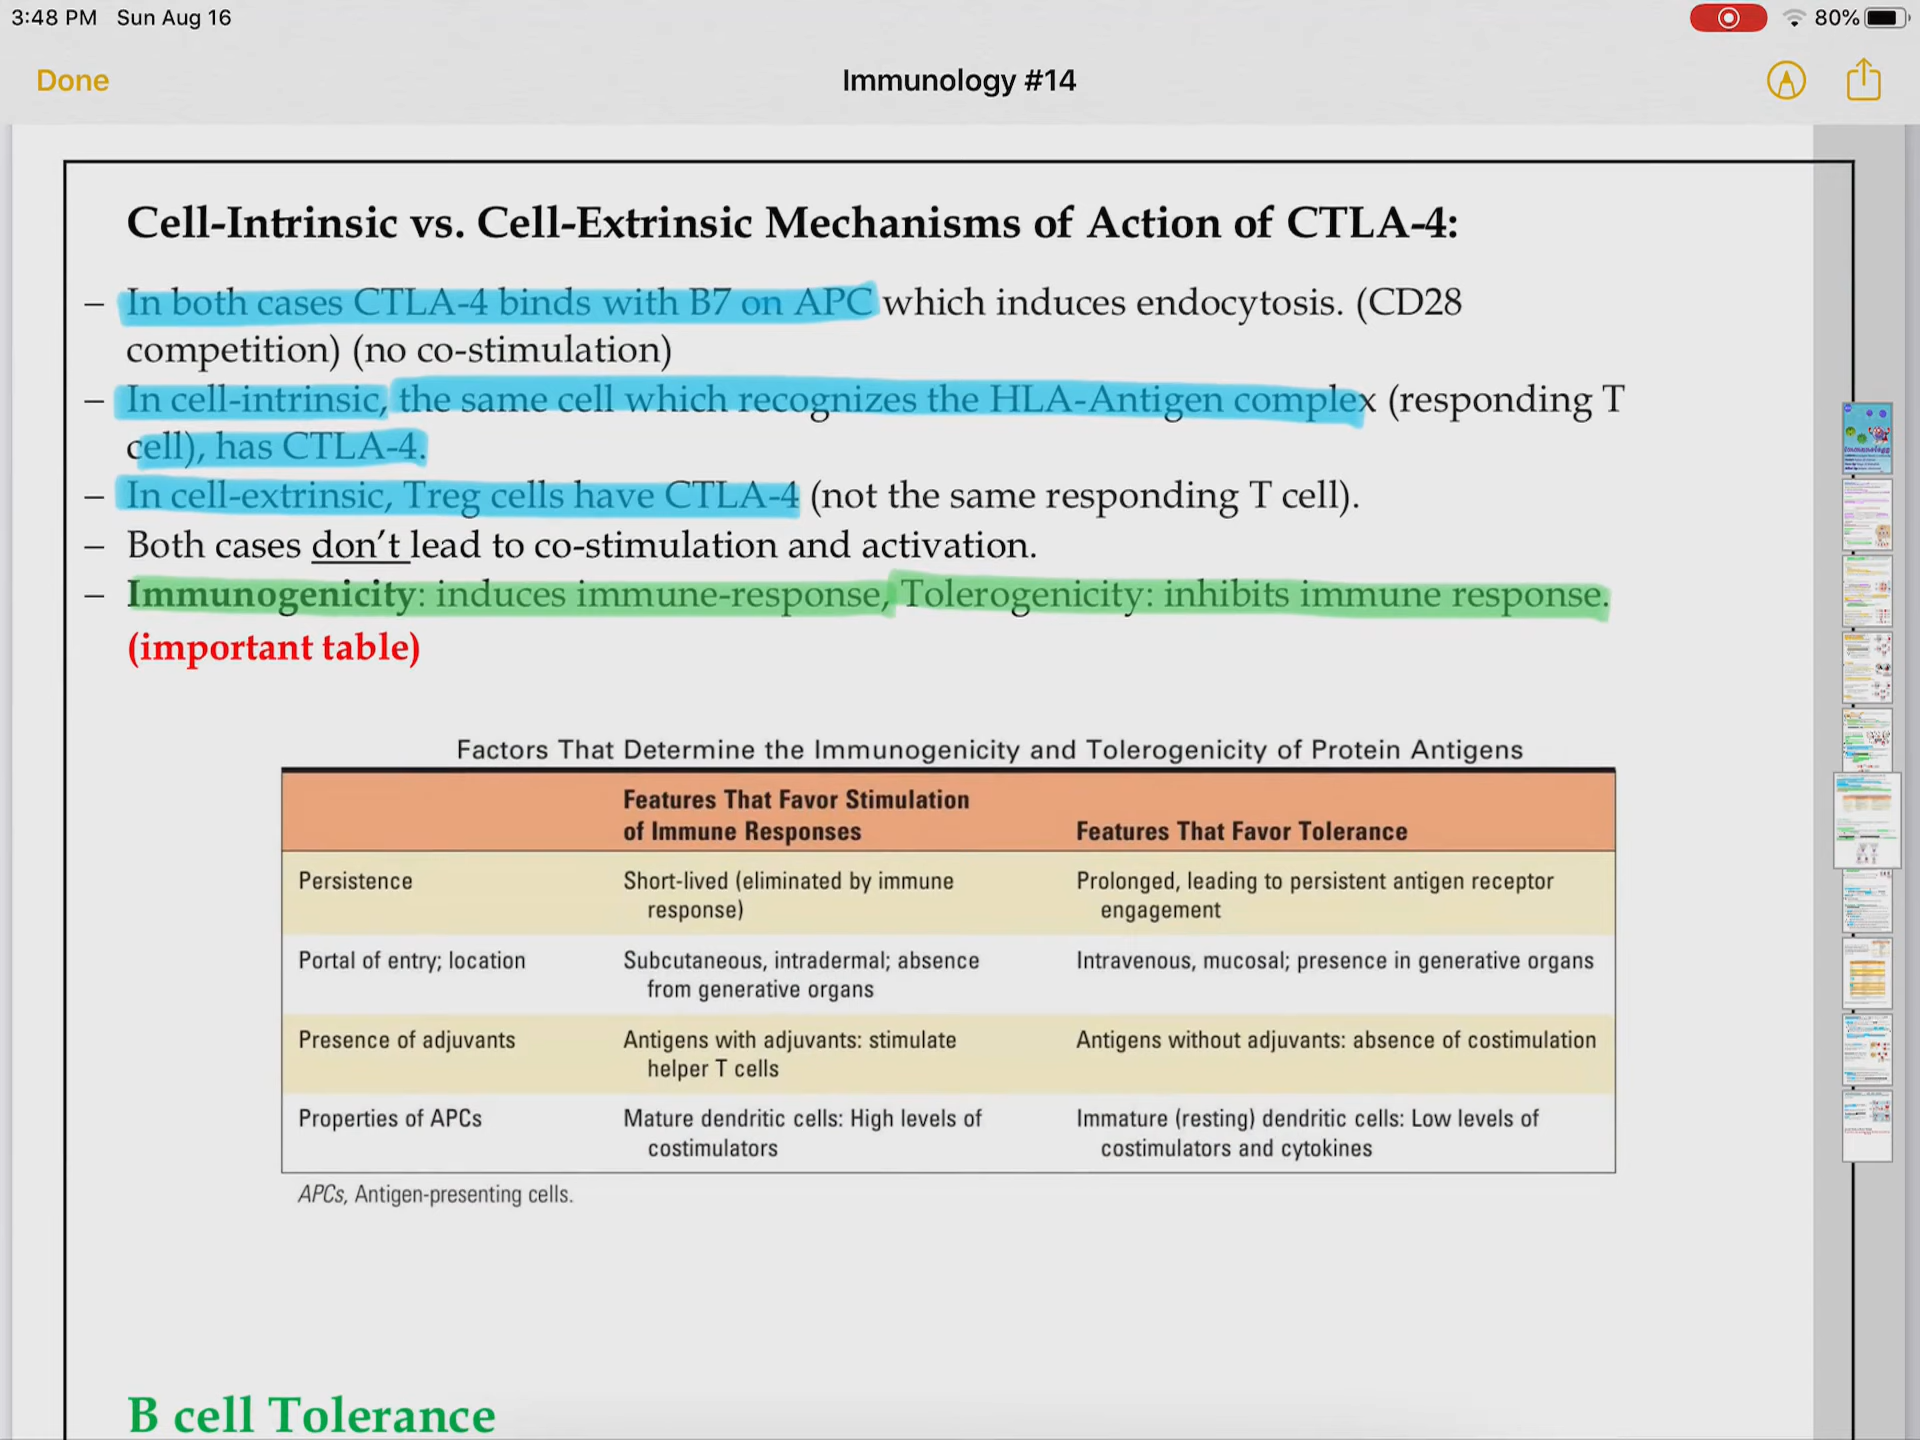 3:48 PM Sun Aug 16
80%
Done
Immunology #14
Cell-Intrinsic vs. Cell-Extrinsic Mechanisms of Action of CTLA-4:
– In both cases CTLA-4 binds with B7 on APC which induces endocytosis. (CD28
competition) (no co-stimulation)
– In cell-intrinsic, the same cell which recognizes the HLA-Antigen complex (responding T
cell), has CTLA-4.
– In cell-extrinsic, Treg cells have CTLA-4 (not the same responding T cell).
– Both cases don’t lead to co-stimulation and activation.
– Immunogenicity: induces immune-response, Tolerogenicity: inhibits immune response.
(important table)
Factors That Determine the Immunogenicity and Tolerogenicity of Protein Antigens
Features That Favor Stimulation
of Immune Responses
Features That Favor Tolerance
Persistence
Short-lived (eliminated by immune
response)
Prolonged, leading to persistent antigen receptor
engagement
Portal of entry; location
Subcutaneous, intradermal; absence
from generative organs
Intravenous, mucosal; presence in generative organs
Presence of adjuvants
Antigens with adjuvants: stimulate
helper T cells
Antigens without adjuvants: absence of costimulation
Properties of APCs
Mature dendritic cells: High levels of
costimulators
Immature (resting) dendritic cells: Low levels of
costimulators and cytokines
APCs, Antigen-presenting cells.
B cell Tolerance